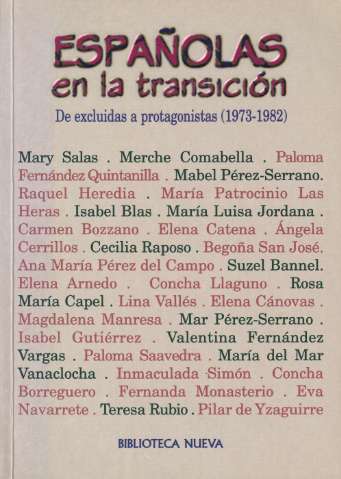 ESPAÑOLAS
en la transición
De excluidas a protagonistas (1973-1982)
Mary Salas . Merche Comabella . Paloma
Fernández Quintanilla . Mabel Pérez-Serrano.
Raquel Heredia . María Patrocinio Las
Heras . Isabel Blas . María Luisa Jordana .
Carmen Bozzano . Elena Catena . Ángela
Cerrillos . Cecilia Raposo . Begoña San José.
Ana María Pérez del Campo . Suzel Bannel.
Elena Arnedo . Concha Llaguno . Rosa
María Capel . Lina Vallés . Elena Cánovas .
Magdalena Manresa . Mar Pérez-Serrano .
Isabel Gutiérrez . Valentina Fernández
Vargas . Paloma Saavedra . María del Mar
Vanaclocha . Inmaculada Simón . Concha
Borreguero . Fernanda Monasterio . Eva
Navarrete . Teresa Rubio . Pilar de Yzaguirre
BIBLIOTECA NUEVA